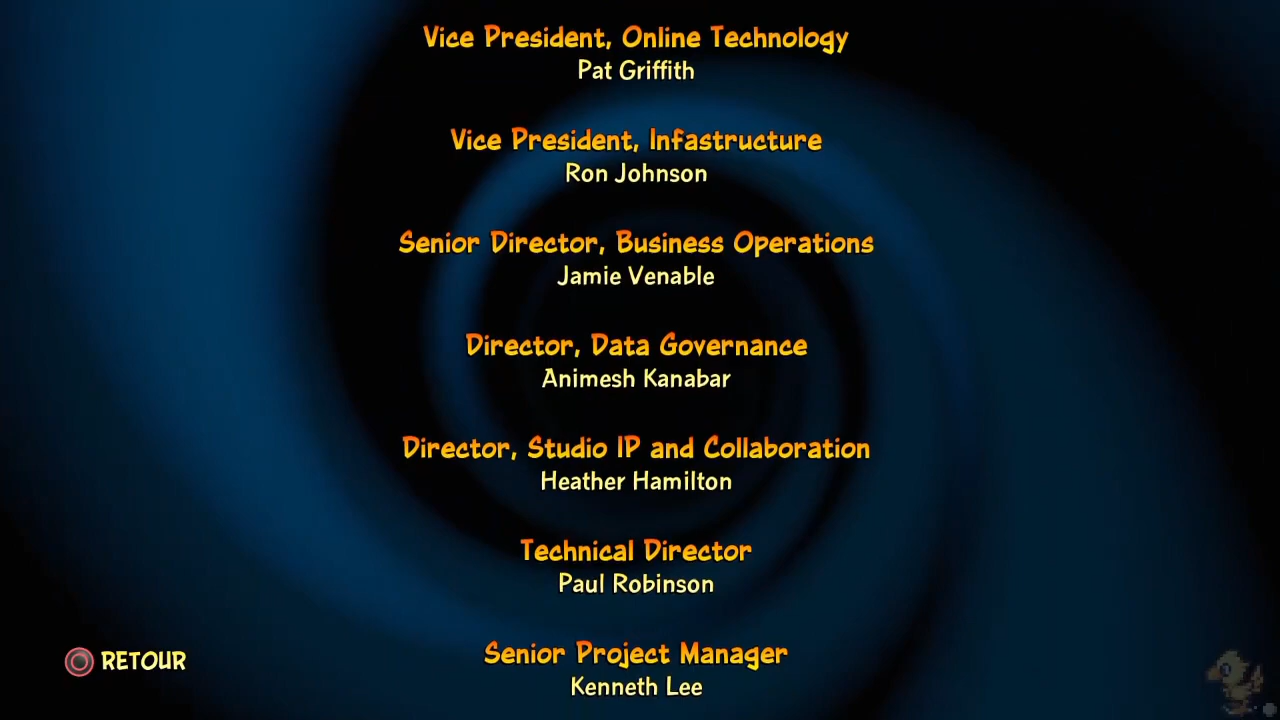 Vice President, Online Technology
Pat Griffith
Vice President, Infastructure
Ron Johnson
Senior Director, Business Operations
Jamie Venable
Director, Data Governance
Animesh Kanabar
Director, Studio IP and Collaboration
Heather Hamilton
Technical Director
Paul Robinson
Senior Project Manager
Kenneth Lee
RETOUR